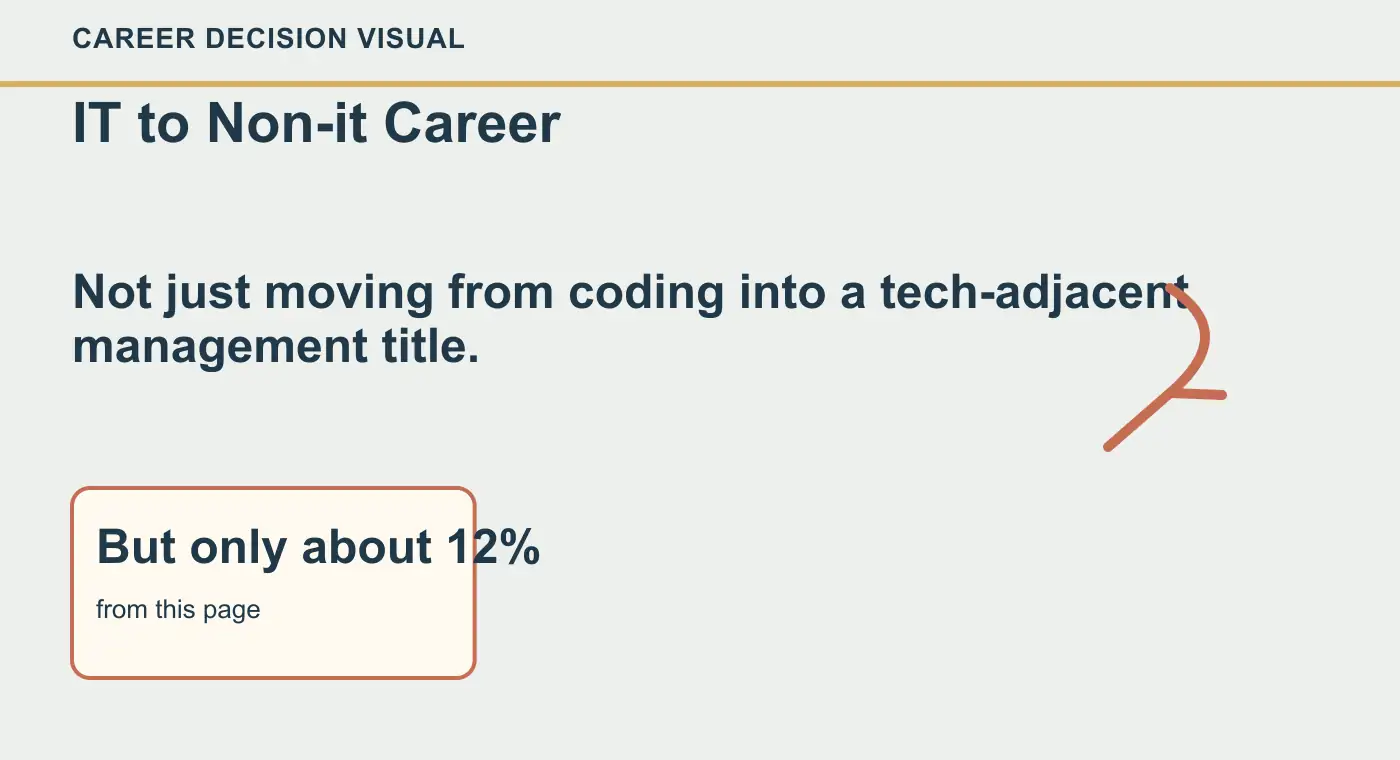 CAREER DECISION VISUAL
IT to Non-it Career
Not just moving from coding into a tech-adjacent
management title.
But only about 12%
from this page